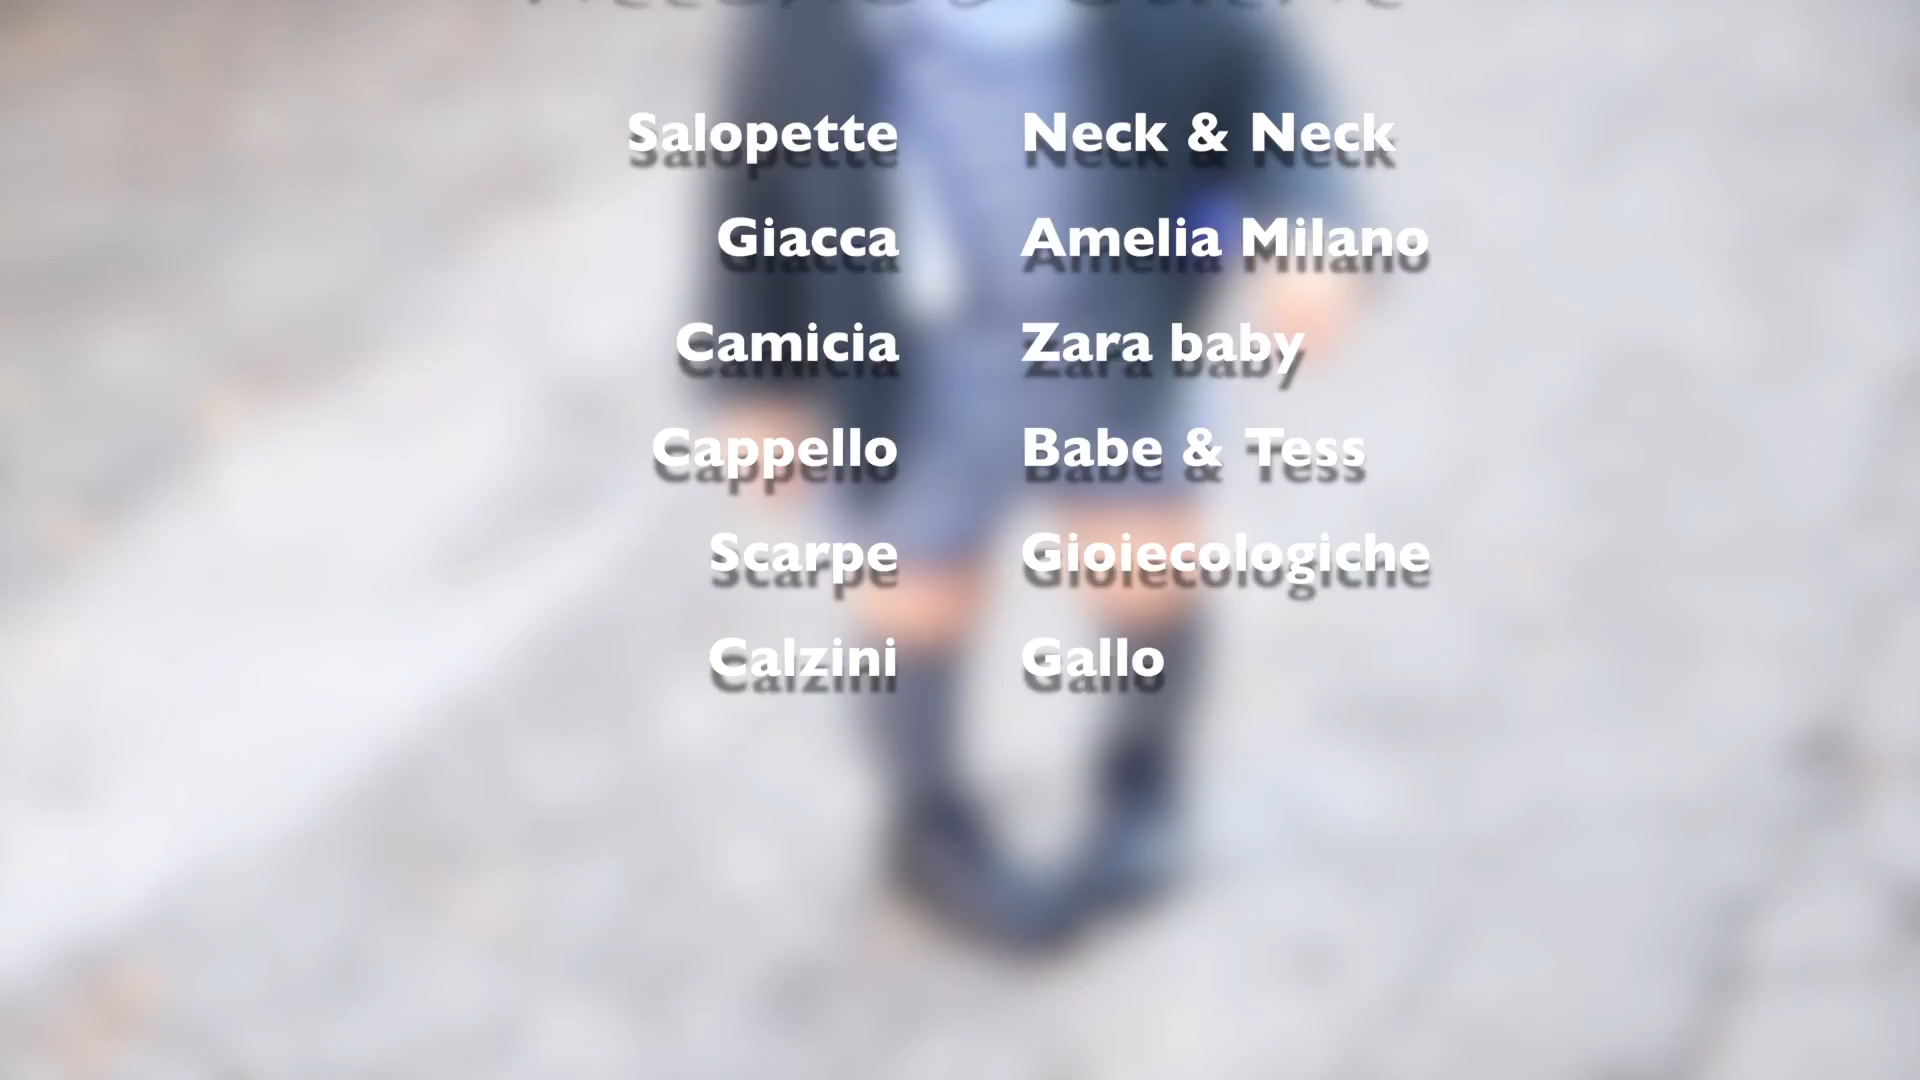 Salopette Neck & Neck
Giacca Amelia Milano
Camicia Zara baby
Cappello Babe & Tess
Scarpe Gioiecologiche
Calzini Gallo